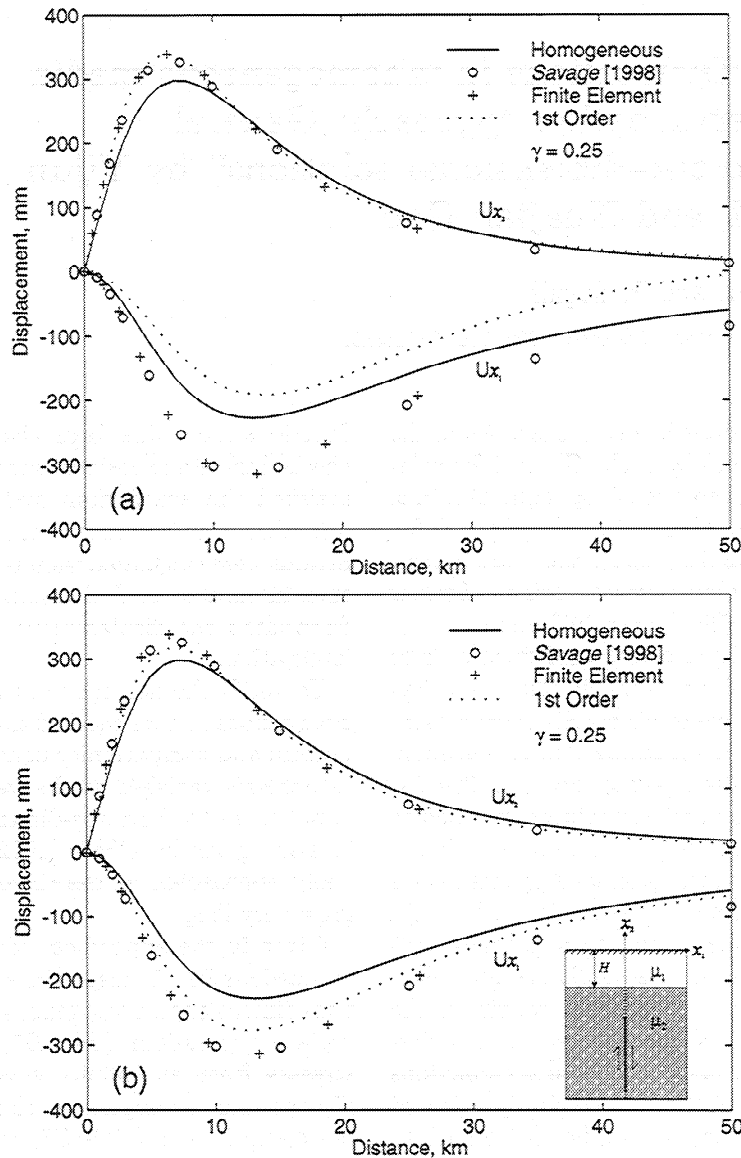 400
300
200
100
0
-100
-200
-300
-400
Displacement, mm
Homogeneous
Savage [1998]
Finite Element
1st Order
γ = 0.25
Ux₂
Ux₁
(a)
0 10 20 30 40 50
Distance, km
400
300
200
100
0
-100
-200
-300
-400
Displacement, mm
Homogeneous
Savage [1998]
Finite Element
1st Order
γ = 0.25
Ux₂
Ux₁
x₂
x₁
H
μ₁
μ₂
(b)
0 10 20 30 40 50
Distance, km